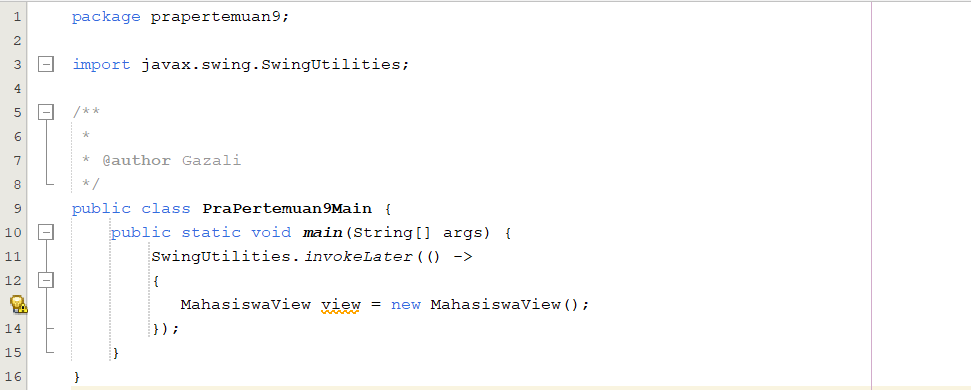 1 package prapertemuan9;
2
3 import javax.swing.SwingUtilities;
4
5 /**
6  *
7  * @author Gazali
8  */
9 public class PraPertemuan9Main {
10     public static void main(String[] args) {
11         SwingUtilities.invokeLater(() ->
12         {
            MahasiswaView view = new MahasiswaView();
14         });
15     }
16 }